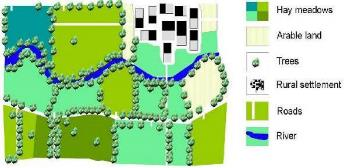 Hay meadows
Arable land
Trees
Rural settlement
Roads
River